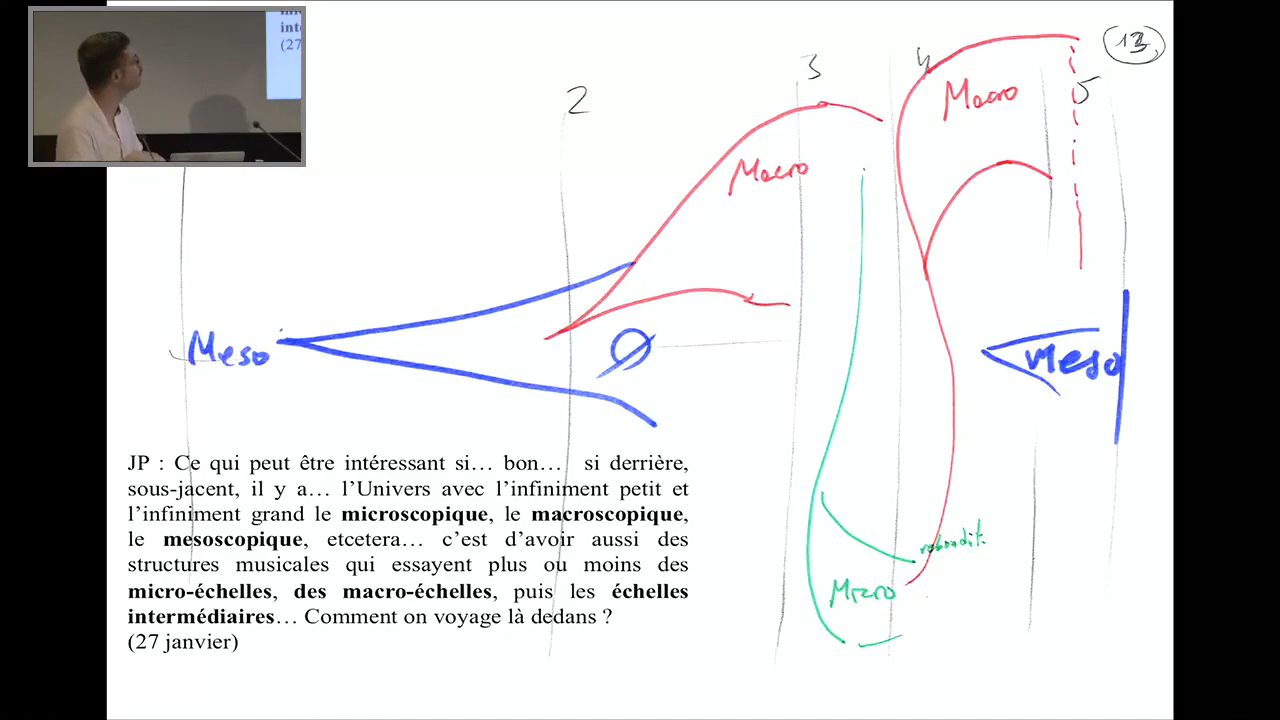 inte
(27
13
2
3
4
5
Macro
Macro
Meso
Meso
rebondit
Micro
JP : Ce qui peut être intéressant si… bon… si derrière,
sous-jacent, il y a… l’Univers avec l’infiniment petit et
l’infiniment grand le microscopique, le macroscopique,
le mesoscopique, etcetera… c’est d’avoir aussi des
structures musicales qui essayent plus ou moins des
micro-échelles, des macro-échelles, puis les échelles
intermédiaires… Comment on voyage là dedans ?
(27 janvier)